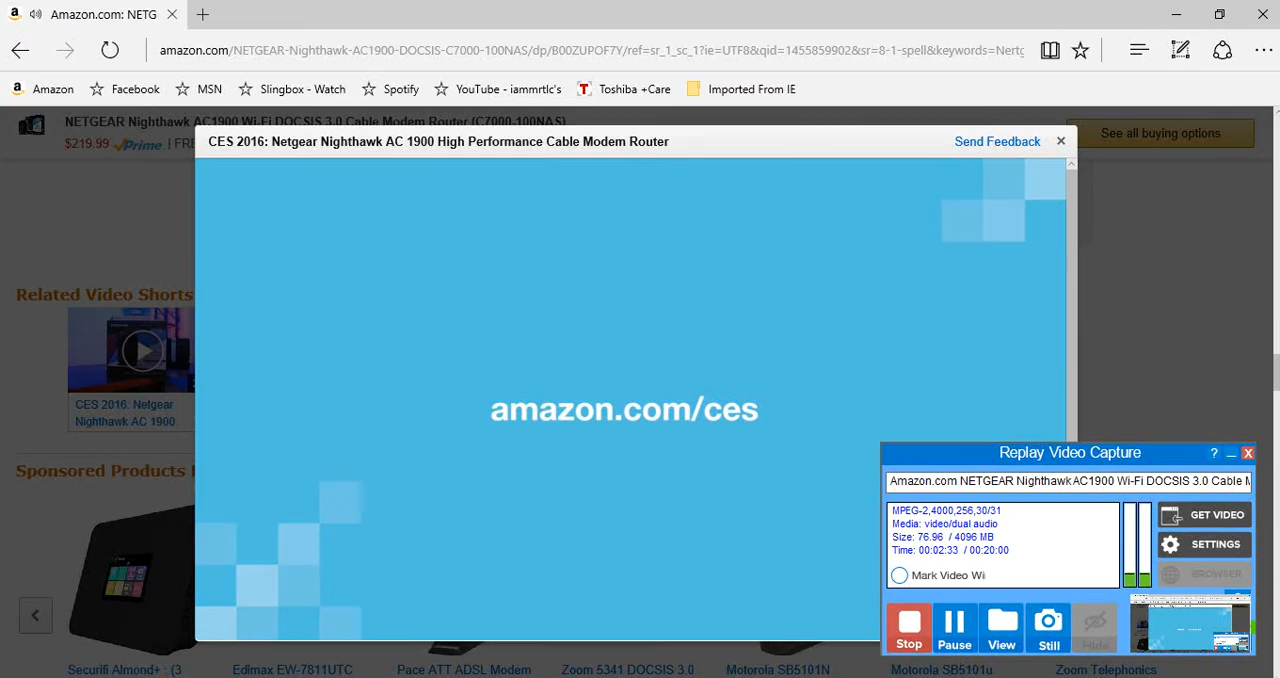 Amazon.com: NETG
amazon.com/NETGEAR-Nighthawk-AC1900-DOCSIS-C7000-100NAS/dp/B00ZUPOF7Y/ref=sr_1_sc_1?ie=UTF8&qid=1455859902&sr=8-1-spell&keywords=Nertg
Amazon Facebook MSN Slingbox - Watch Spotify YouTube - iammrtlc's Toshiba +Care Imported From IE
NETGEAR Nighthawk AC1900 Wi-Fi DOCSIS 3.0 Cable Modem Router (C7000-100NAS)
$219.99 Prime | FRE
See all buying options
CES 2016: Netgear Nighthawk AC 1900 High Performance Cable Modem Router
Send Feedback
Related Video Shorts
CES 2016: Netgear
Nighthawk AC 1900
amazon.com/ces
Sponsored Products
Replay Video Capture
Amazon.com NETGEAR Nighthawk AC1900 Wi-Fi DOCSIS 3.0 Cable M
MPEG-2,4000,256,30/31
Media: video/dual audio
Size: 76.96 / 4096 MB
Time: 00:02:33 / 00:20:00
Mark Video Wi
GET VIDEO
SETTINGS
BROWSER
Stop Pause View Still Hide
Securifi Almond+ : (3 Edimax EW-7811UTC Pace ATT ADSL Modem Zoom 5341 DOCSIS 3.0 Motorola SB5101N Motorola SB5101u Zoom Telephonics